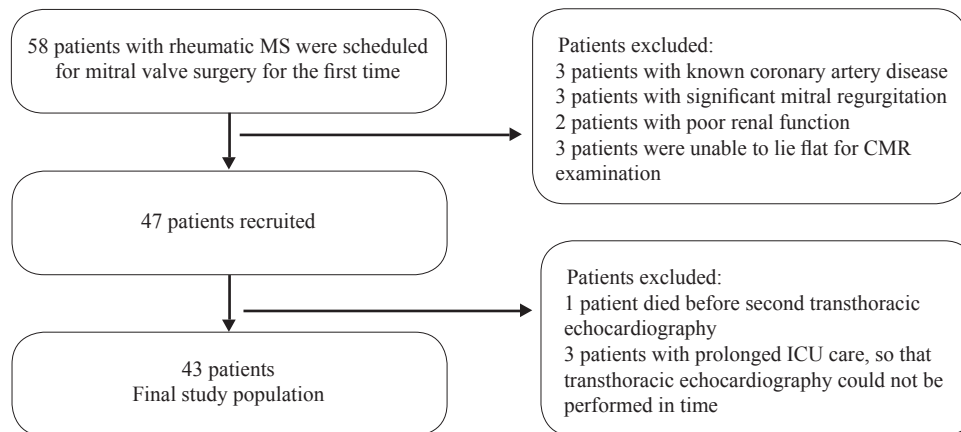 58 patients with rheumatic MS were scheduled
for mitral valve surgery for the first time
Patients excluded:
3 patients with known coronary artery disease
3 patients with significant mitral regurgitation
2 patients with poor renal function
3 patients were unable to lie flat for CMR
examination
47 patients recruited
Patients excluded:
1 patient died before second transthoracic
echocardiography
3 patients with prolonged ICU care, so that
transthoracic echocardiography could not be
performed in time
43 patients
Final study population